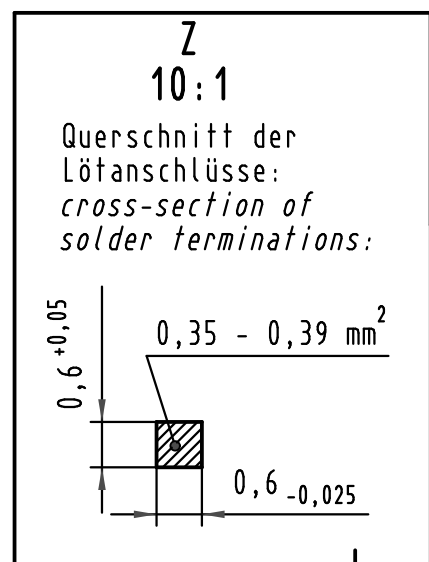 Z
10:1
Querschnitt der
Lötanschlüsse:
cross-section of
solder terminations:
0,6 +0,05
0,35 - 0,39 mm²
0,6 -0,025